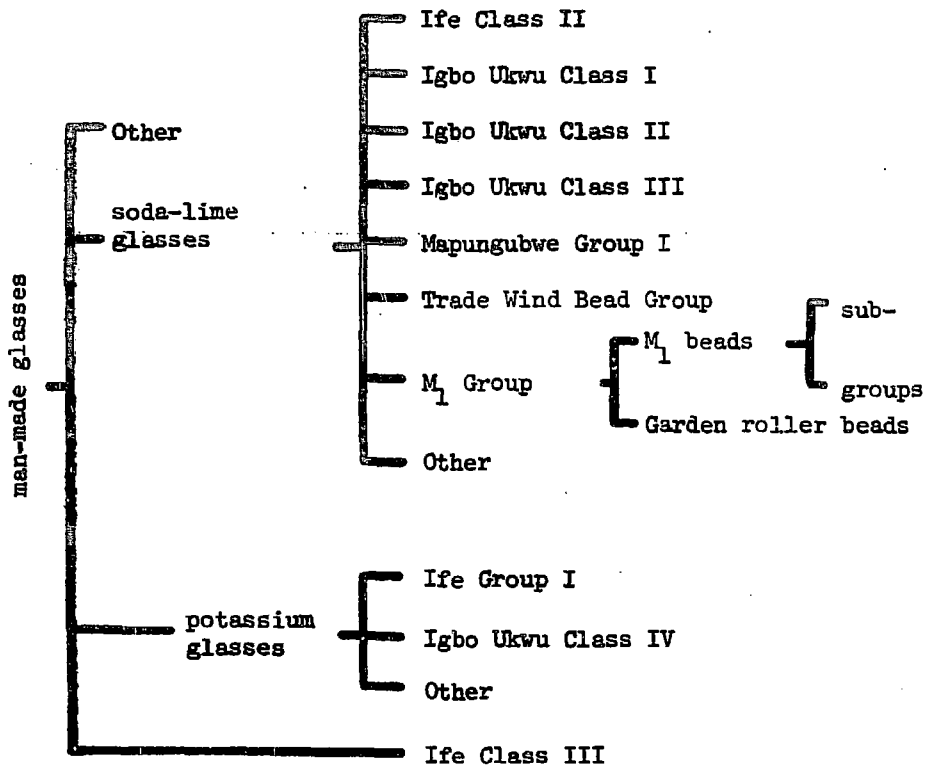 Ife Class II
Igbo Ukwu Class I
Other
Igbo Ukwu Class II
Igbo Ukwu Class III
soda-lime
glasses
Mapungubwe Group I
Trade Wind Bead Group
sub-
M1 beads
man-made glasses
M1 Group
groups
Garden roller beads
Other
Ife Group I
potassium
glasses
Igbo Ukwu Class IV
Other
Ife Class III